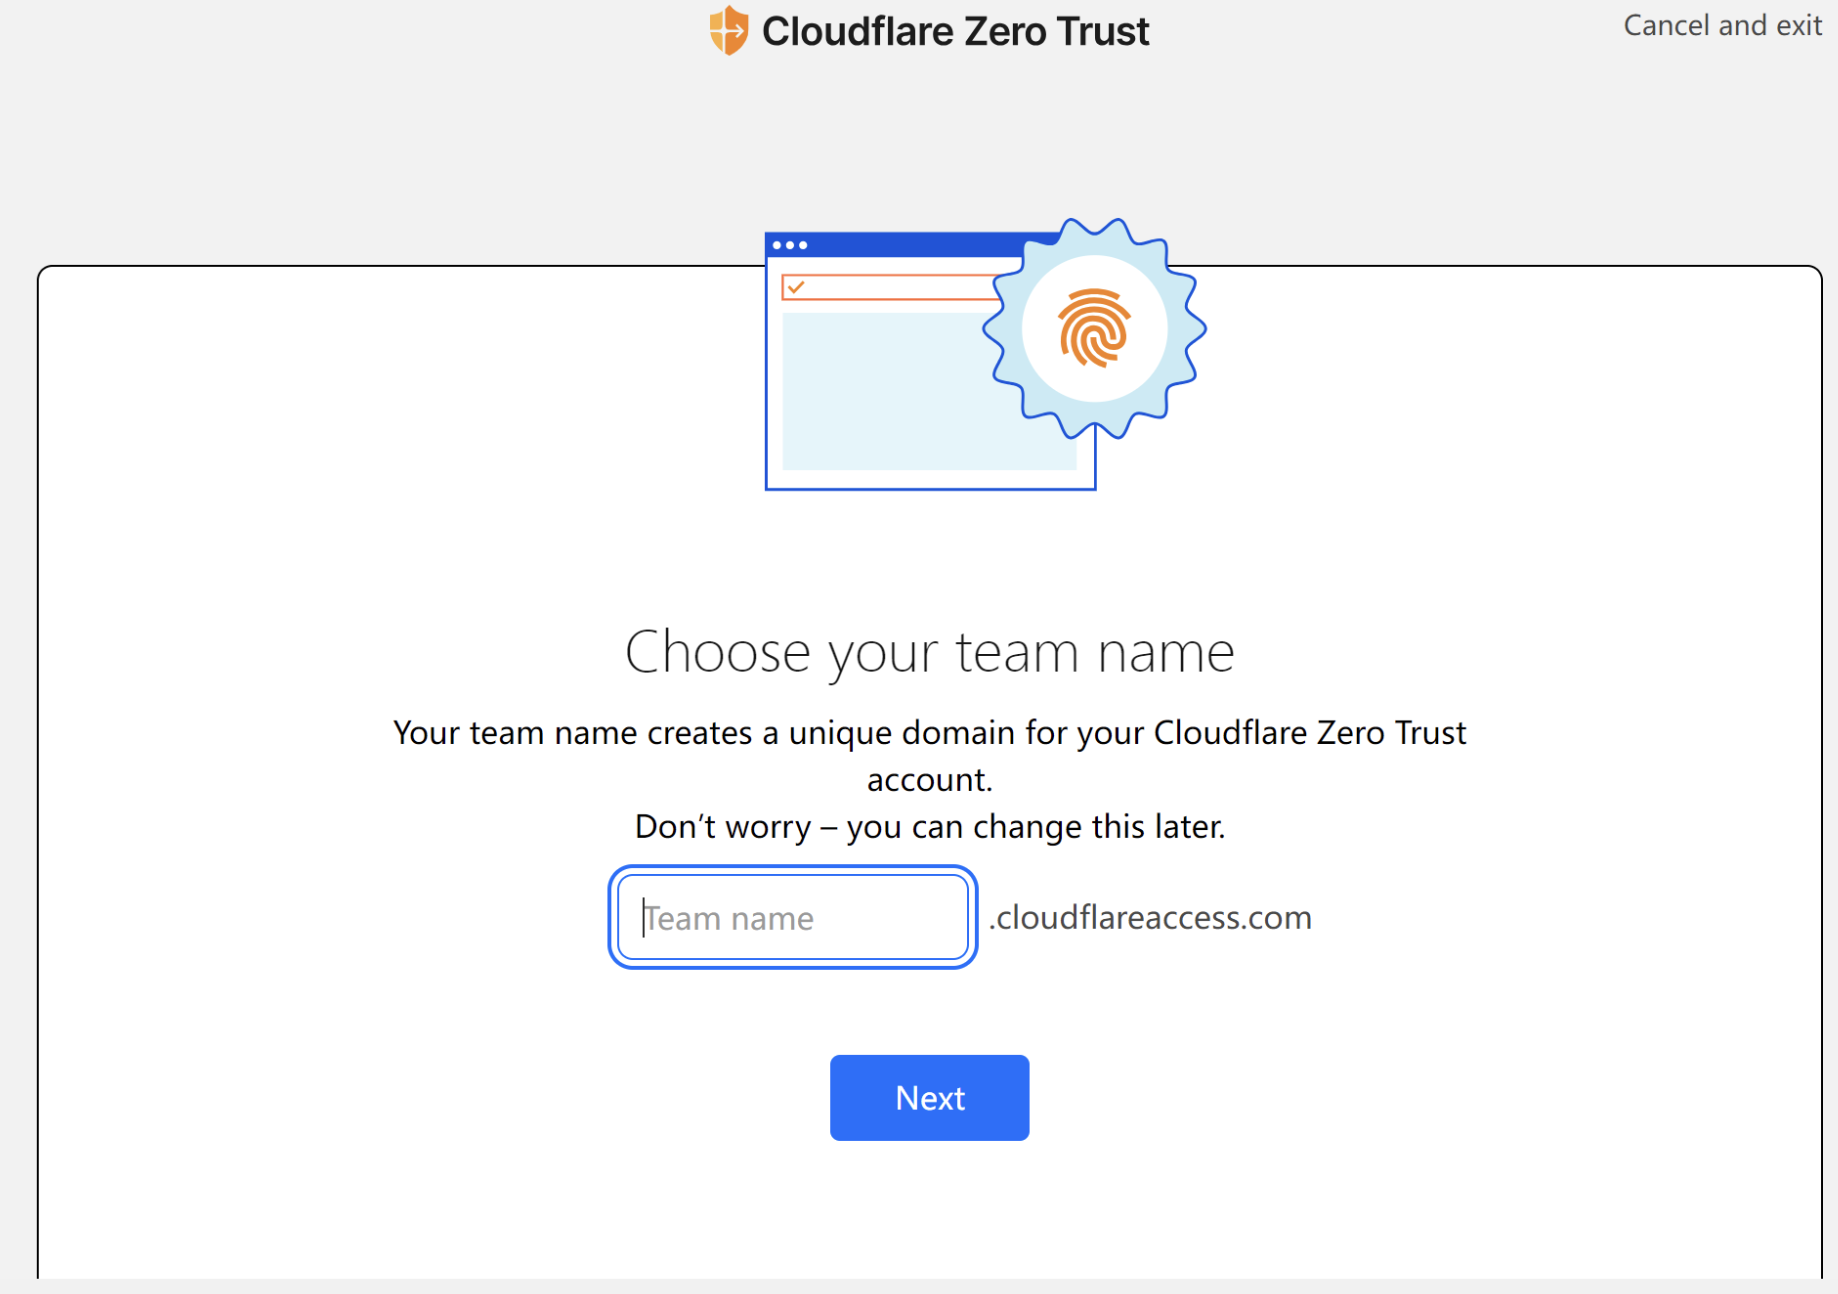 Cloudflare Zero Trust
Cancel and exit
Choose your team name
Your team name creates a unique domain for your Cloudflare Zero Trust
account.
Don’t worry – you can change this later.
Team name .cloudflareaccess.com
Next